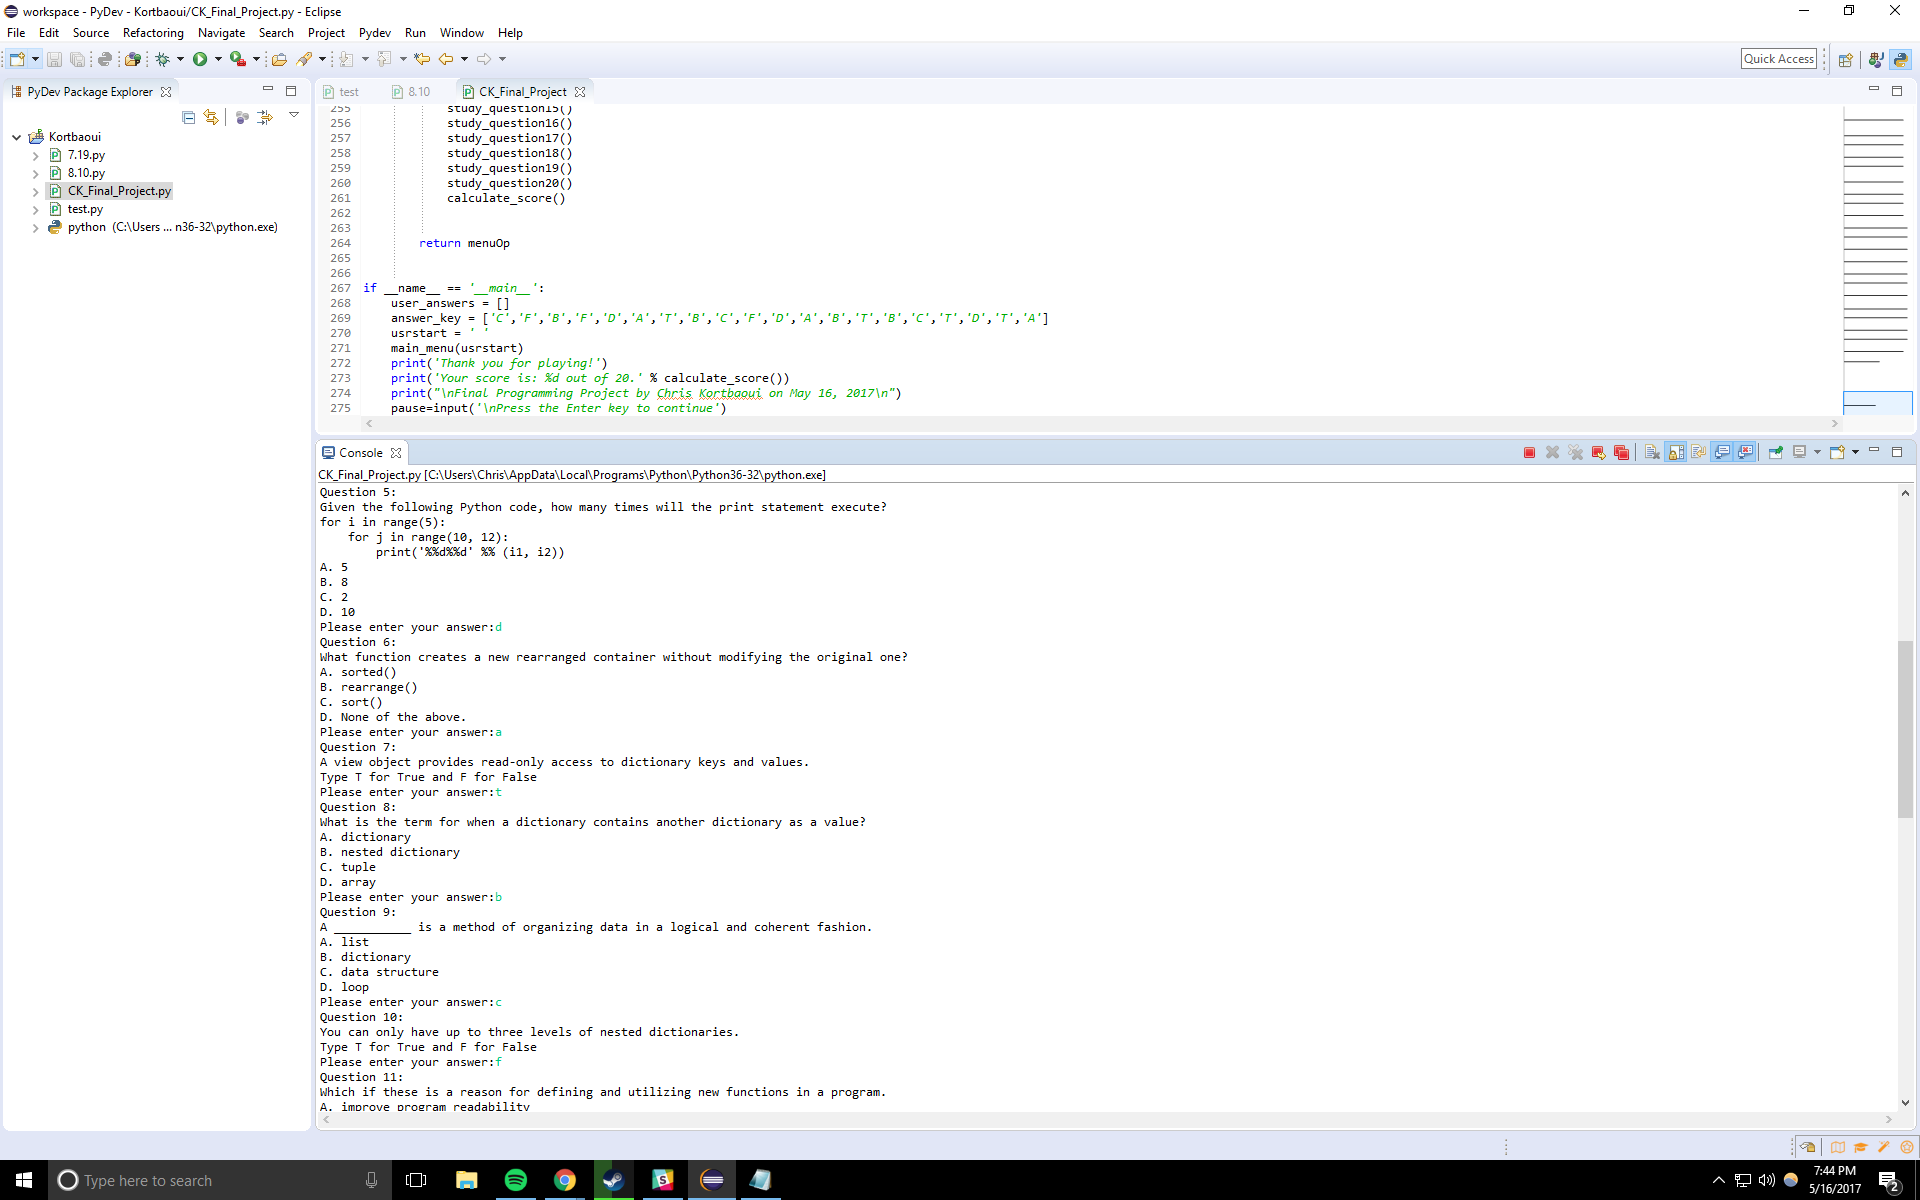 workspace - PyDev - Kortbaoui/CK_Final_Project.py - Eclipse
File Edit Source Refactoring Navigate Search Project Pydev Run Window Help
Quick Access
PyDev Package Explorer
Kortbaoui
7.19.py
8.10.py
CK_Final_Project.py
test.py
python (C:\Users ... n36-32\python.exe)
test 8.10 CK_Final_Project
255 study_question15()
256 study_question16()
257 study_question17()
258 study_question18()
259 study_question19()
260 study_question20()
261 calculate_score()
262
263
264 return menuOp
265
266
267 if __name__ == '__main__':
268 user_answers = []
269 answer_key = ['C','F','B','F','D','A','T','B','C','F','D','A','B','T','B','C','T','D','T','A']
270 usrstart = ' '
271 main_menu(usrstart)
272 print('Thank you for playing!')
273 print('Your score is: %d out of 20.' % calculate_score())
274 print("\nFinal Programming Project by Chris Kortbaoui on May 16, 2017\n")
275 pause=input('\nPress the Enter key to continue')
Console
CK_Final_Project.py [C:\Users\Chris\AppData\Local\Programs\Python\Python36-32\python.exe]
Question 5:
Given the following Python code, how many times will the print statement execute?
for i in range(5):
for j in range(10, 12):
print('%%d%%d' %% (i1, i2))
A. 5
B. 8
C. 2
D. 10
Please enter your answer:d
Question 6:
What function creates a new rearranged container without modifying the original one?
A. sorted()
B. rearrange()
C. sort()
D. None of the above.
Please enter your answer:a
Question 7:
A view object provides read-only access to dictionary keys and values.
Type T for True and F for False
Please enter your answer:t
Question 8:
What is the term for when a dictionary contains another dictionary as a value?
A. dictionary
B. nested dictionary
C. tuple
D. array
Please enter your answer:b
Question 9:
A ___________ is a method of organizing data in a logical and coherent fashion.
A. list
B. dictionary
C. data structure
D. loop
Please enter your answer:c
Question 10:
You can only have up to three levels of nested dictionaries.
Type T for True and F for False
Please enter your answer:f
Question 11:
Which if these is a reason for defining and utilizing new functions in a program.
A. improve program readability
Type here to search
7:44 PM
5/16/2017
2